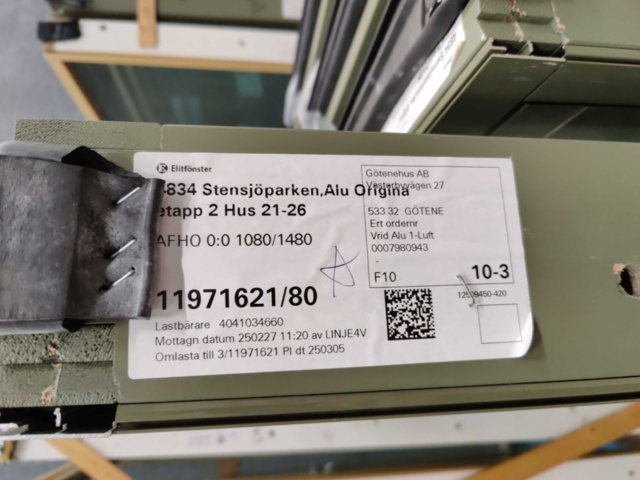 Elitfönster
834 Stensjöparken,Alu Origina
etapp 2 Hus 21-26
AFHO 0:0 1080/1480
11971621/80
Lastbärare 4041034660
Mottagn datum 250227 11:20 av LINJE4V
Omlasta till 3/11971621 Pl dt 250305
Götenehus AB
Västerbyvägen 27
533 32 GÖTENE
Ert ordernr
Vrid Alu 1-Luft
0007980943
F10 10-3